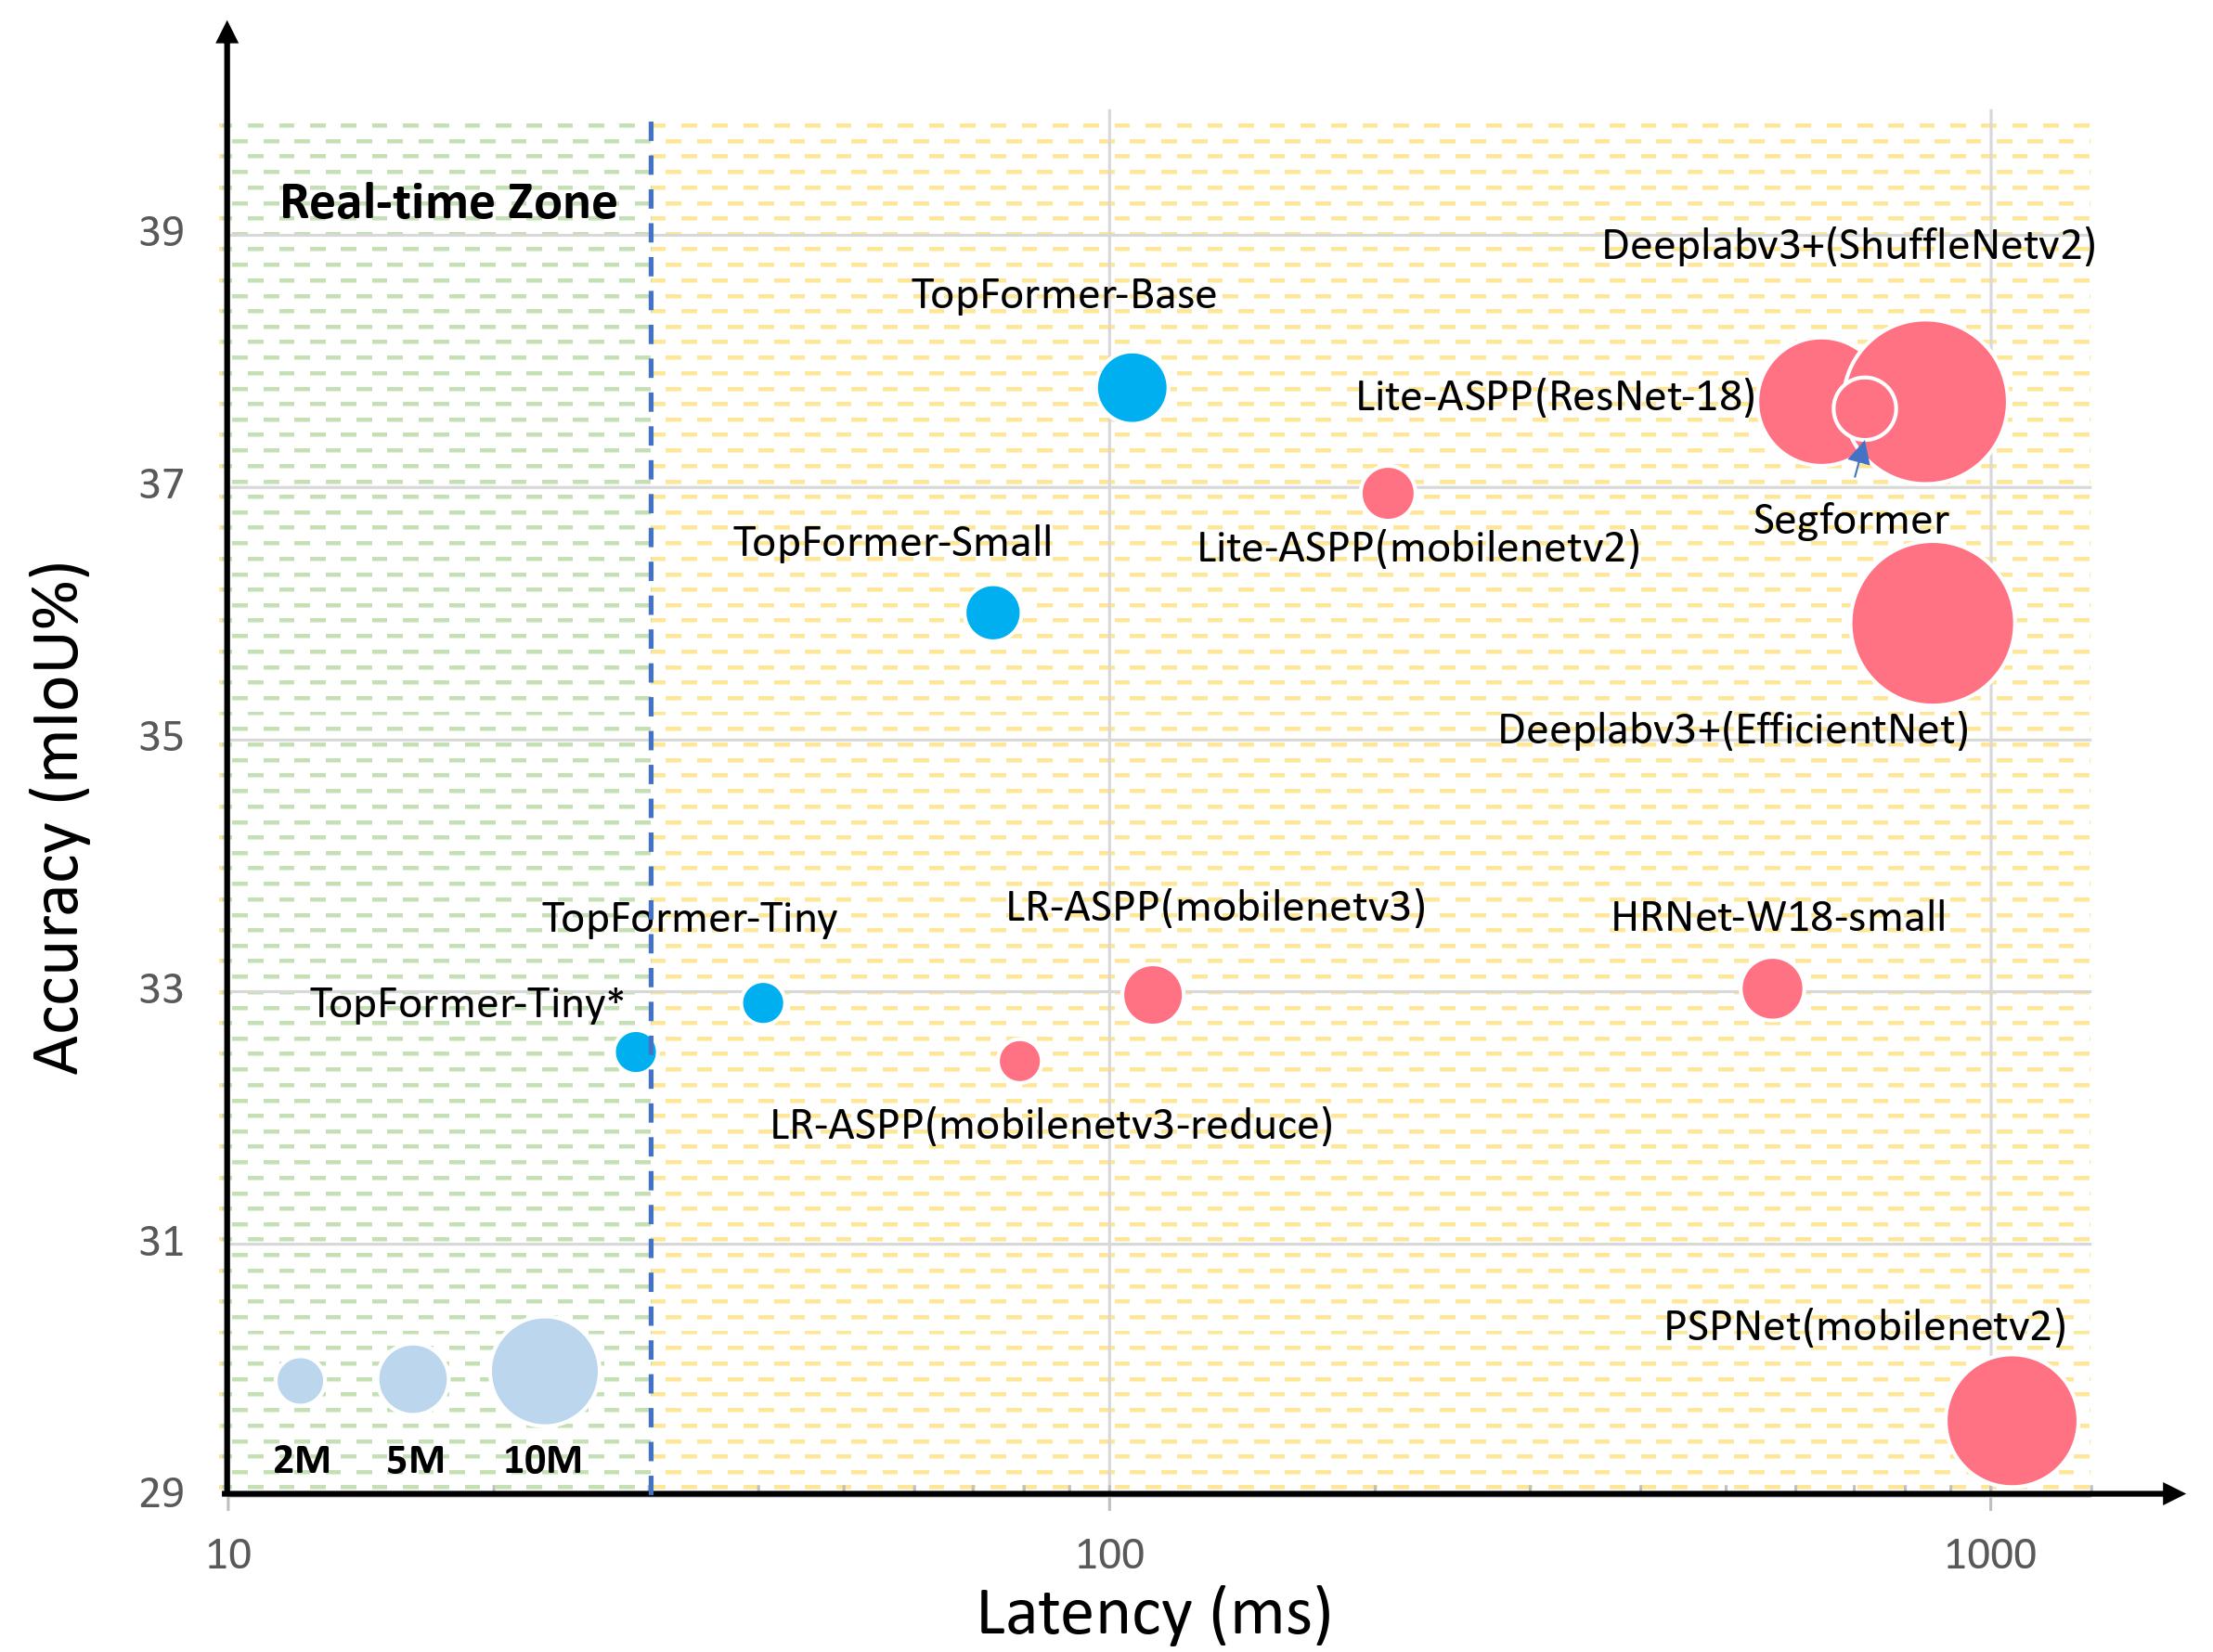 Real-time Zone
39
Deeplabv3+(ShuffleNetv2)
TopFormer-Base
Lite-ASPP(ResNet-18)
37
Segformer
TopFormer-Small
Lite-ASPP(mobilenetv2)
35
Deeplabv3+(EfficientNet)
Accuracy (mIoU%)
TopFormer-Tiny
LR-ASPP(mobilenetv3)
HRNet-W18-small
33
TopFormer-Tiny*
LR-ASPP(mobilenetv3-reduce)
31
PSPNet(mobilenetv2)
2M 5M 10M
29
10 100 1000
Latency (ms)